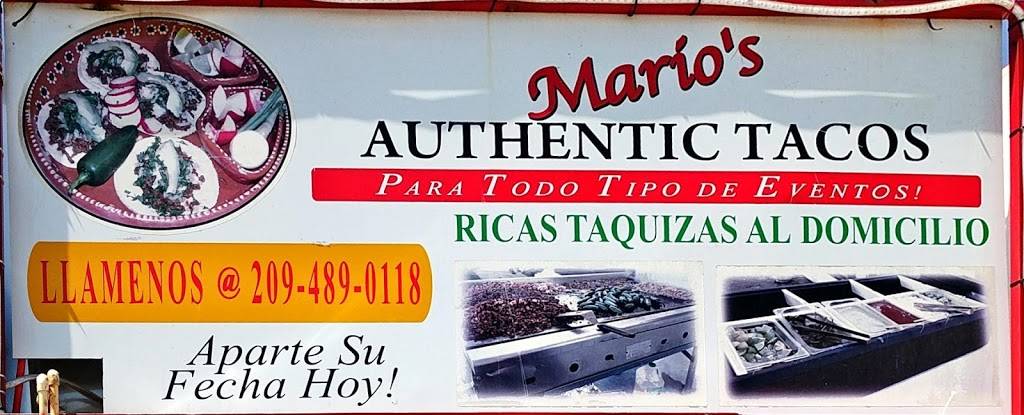 Marío's
AUTHENTIC TACOS
PARA TODO TIPO DE EVENTOS!
RICAS TAQUIZAS AL DOMICILIO
LLAMENOS @ 209-489-0118
Aparte Su
Fecha Hoy!